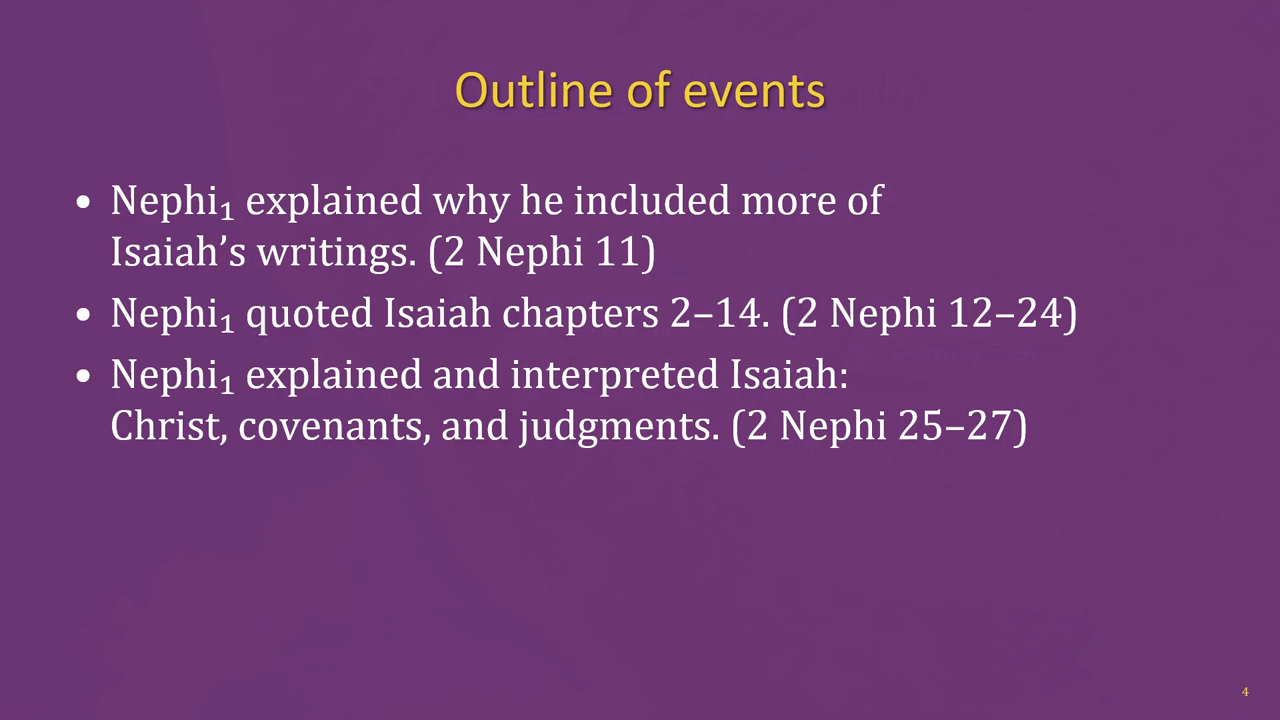 Outline of events
• Nephi₁ explained why he included more of
Isaiah’s writings. (2 Nephi 11)
• Nephi₁ quoted Isaiah chapters 2–14. (2 Nephi 12–24)
• Nephi₁ explained and interpreted Isaiah:
Christ, covenants, and judgments. (2 Nephi 25–27)
4